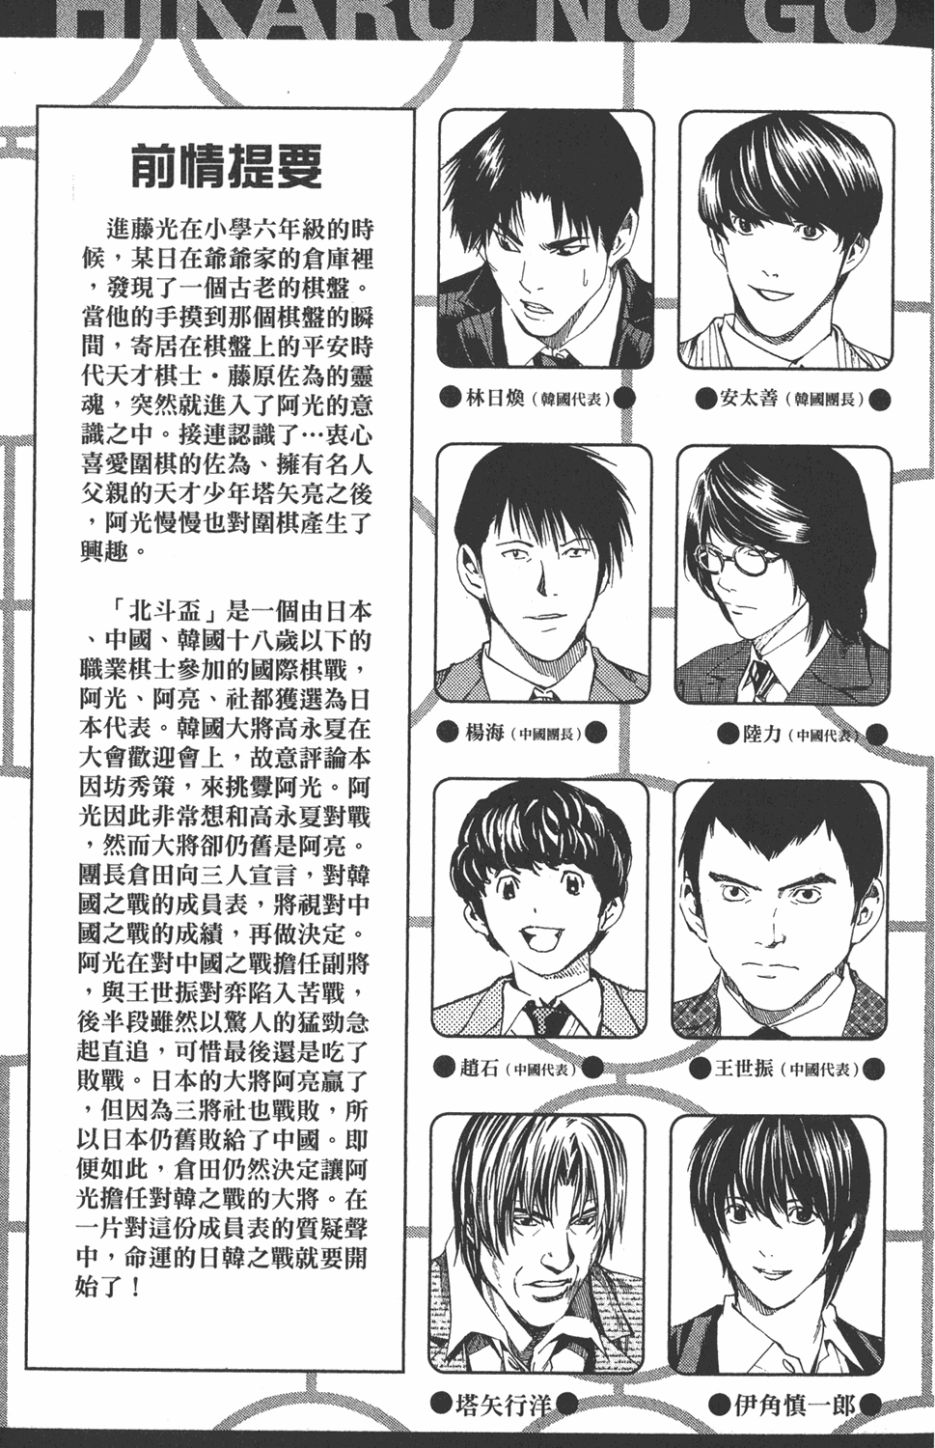 HIKARU NO GO
前情提要
進藤光在小學六年級的時
候，某日在爺爺家的倉庫裡
，發現了一個古老的棋盤。
當他的手摸到那個棋盤的瞬
間，寄居在棋盤上的平安時
代天才棋士・藤原佐為的靈
魂，突然就進入了阿光的意
識之中。接連認識了…衷心
喜愛圍棋的佐為、擁有名人
父親的天才少年塔矢亮之後
，阿光慢慢也對圍棋產生了
興趣。
「北斗盃」是一個由日本
、中國、韓國十八歲以下的
職業棋士參加的國際棋戰，
阿光、阿亮、社都獲選為日
本代表。韓國大將高永夏在
大會歡迎會上，故意評論本
因坊秀策，來挑釁阿光。阿
光因此非常想和高永夏對戰
，然而大將卻仍舊是阿亮。
團長倉田向三人宣言，對韓
國之戰的成員表，將視對中
國之戰的成績，再做決定。
阿光在對中國之戰擔任副將
，與王世振對弈陷入苦戰，
後半段雖然以驚人的猛勁急
起直追，可惜最後還是吃了
敗戰。日本的大將阿亮贏了
，但因為三將社也戰敗，所
以日本仍舊敗給了中國。即
便如此，倉田仍然決定讓阿
光擔任對韓之戰的大將。在
一片對這份成員表的質疑聲
中，命運的日韓之戰就要開
始了！
●林日煥（韓國代表）●
●安太善（韓國團長）●
●楊海（中國團長）●
●陸力（中國代表）●
●趙石（中國代表）●
●王世振（中國代表）●
●塔矢行洋●
●伊角慎一郎●